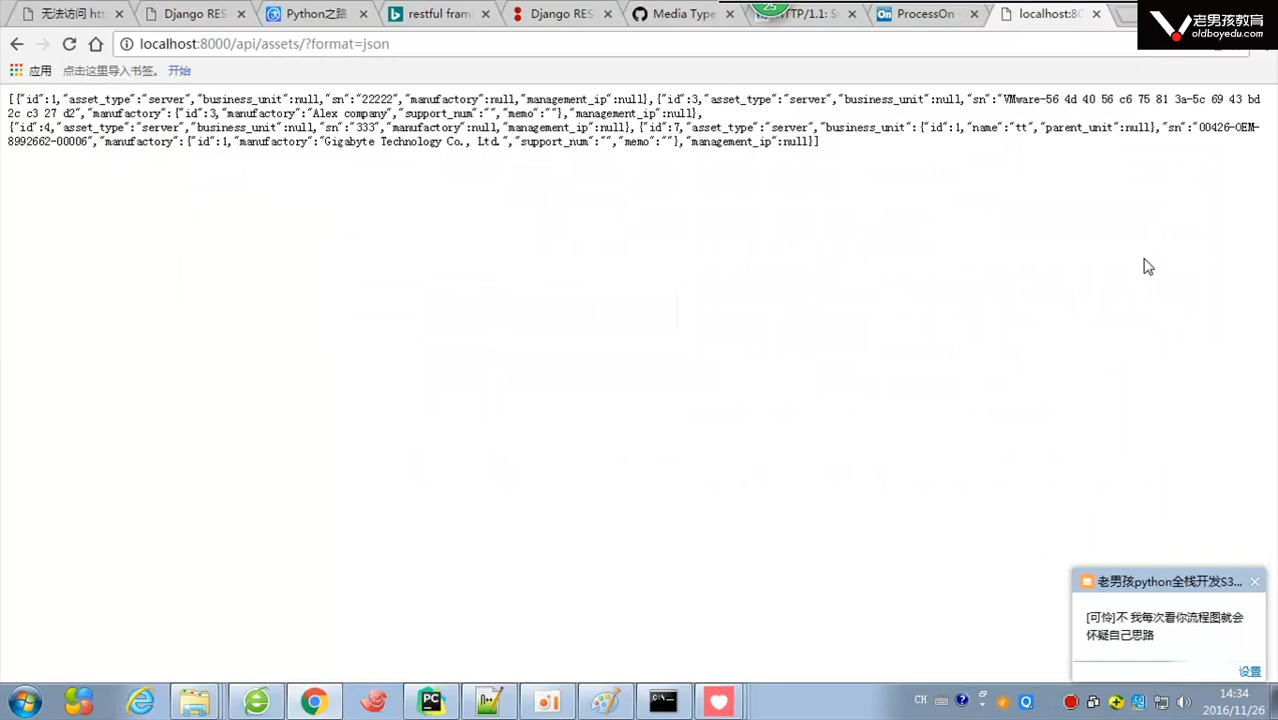 无法访问 htt
Django RES
Python之路
restful fram
Django RES
Media Type
25
TTP/1.1: S
ProcessOn
localhost:80
老男孩教育
oldboyedu.com
localhost:8000/api/assets/?format=json
应用 点击这里导入书签。 开始
[{"id":1,"asset_type":"server","business_unit":null,"sn":"22222","manufactory":null,"management_ip":null},{"id":3,"asset_type":"server","business_unit":null,"sn":"VMware-56 4d 40 56 c6 75 81 3a-5c 69 43 bd
2c c3 27 d2","manufactory":{"id":3,"manufactory":"Alex company","support_num":"","memo":""},"management_ip":null},
{"id":4,"asset_type":"server","business_unit":null,"sn":"333","manufactory":null,"management_ip":null},{"id":7,"asset_type":"server","business_unit":{"id":1,"name":"tt","parent_unit":null},"sn":"00426-OEM-
8992662-00006","manufactory":{"id":1,"manufactory":"Gigabyte Technology Co., Ltd.","support_num":"","memo":""},"management_ip":null}]
老男孩python全栈开发S3...
[可怜]不 我每次看你流程图就会
怀疑自己思路
设置
CH
14:34
2016/11/26